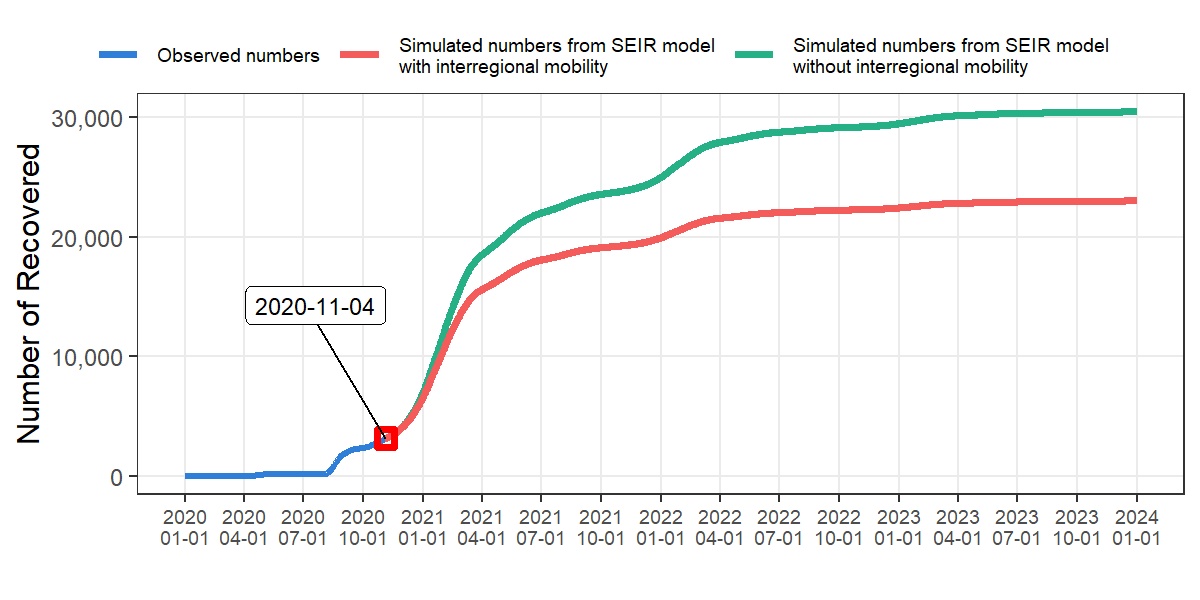 Observed numbers
Simulated numbers from SEIR model
with interregional mobility
Simulated numbers from SEIR model
without interregional mobility
Number of Recovered
30,000
20,000
10,000
0
2020-11-04
2020 2020 2020 2020 2021 2021 2021 2021 2022 2022 2022 2022 2023 2023 2023 2023 2024
01-01 04-01 07-01 10-01 01-01 04-01 07-01 10-01 01-01 04-01 07-01 10-01 01-01 04-01 07-01 10-01 01-01